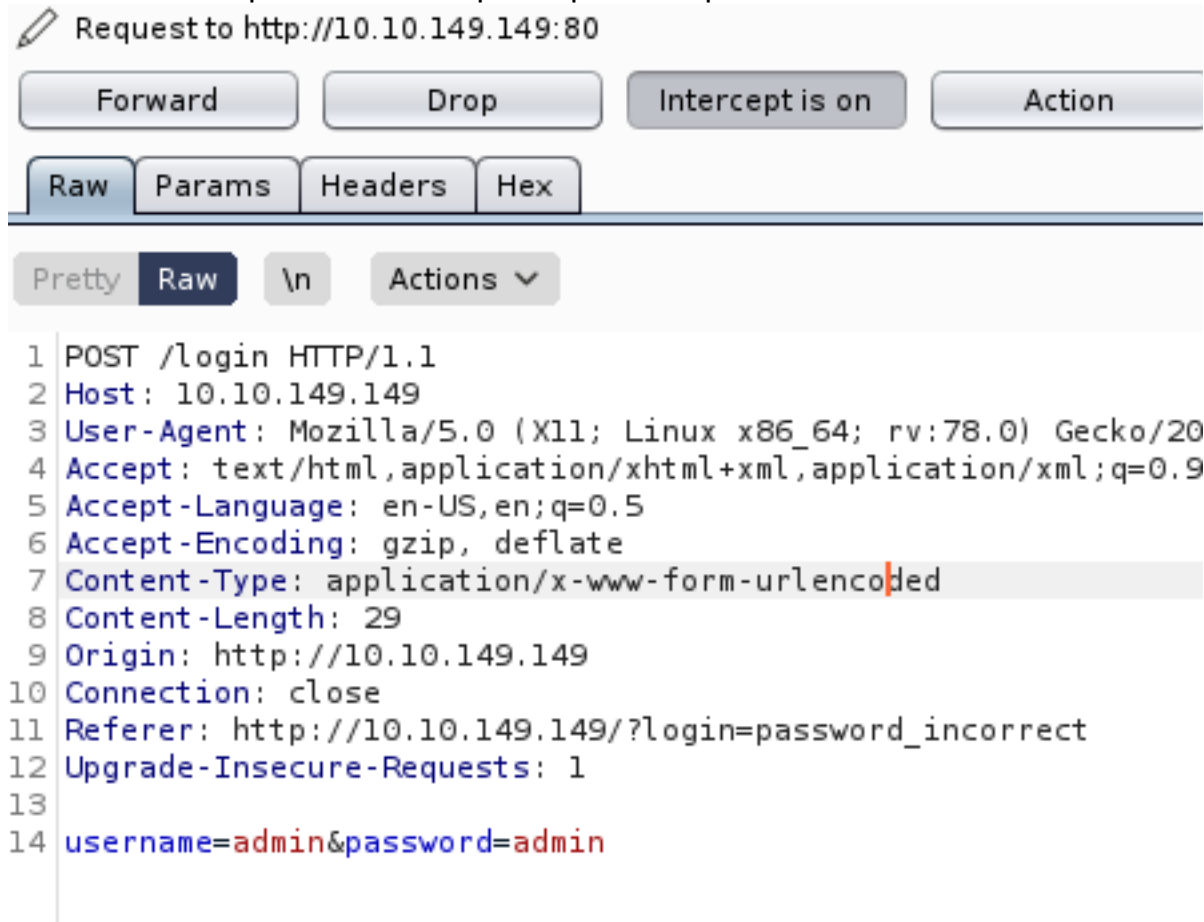 Request to http://10.10.149.149:80
Forward Drop Intercept is on Action
Raw Params Headers Hex
Pretty Raw \n Actions
1 POST /login HTTP/1.1
2 Host: 10.10.149.149
3 User-Agent: Mozilla/5.0 (X11; Linux x86_64; rv:78.0) Gecko/20
4 Accept: text/html,application/xhtml+xml,application/xml;q=0.9
5 Accept-Language: en-US,en;q=0.5
6 Accept-Encoding: gzip, deflate
7 Content-Type: application/x-www-form-urlencoded
8 Content-Length: 29
9 Origin: http://10.10.149.149
10 Connection: close
11 Referer: http://10.10.149.149/?login=password_incorrect
12 Upgrade-Insecure-Requests: 1
13
14 username=admin&password=admin